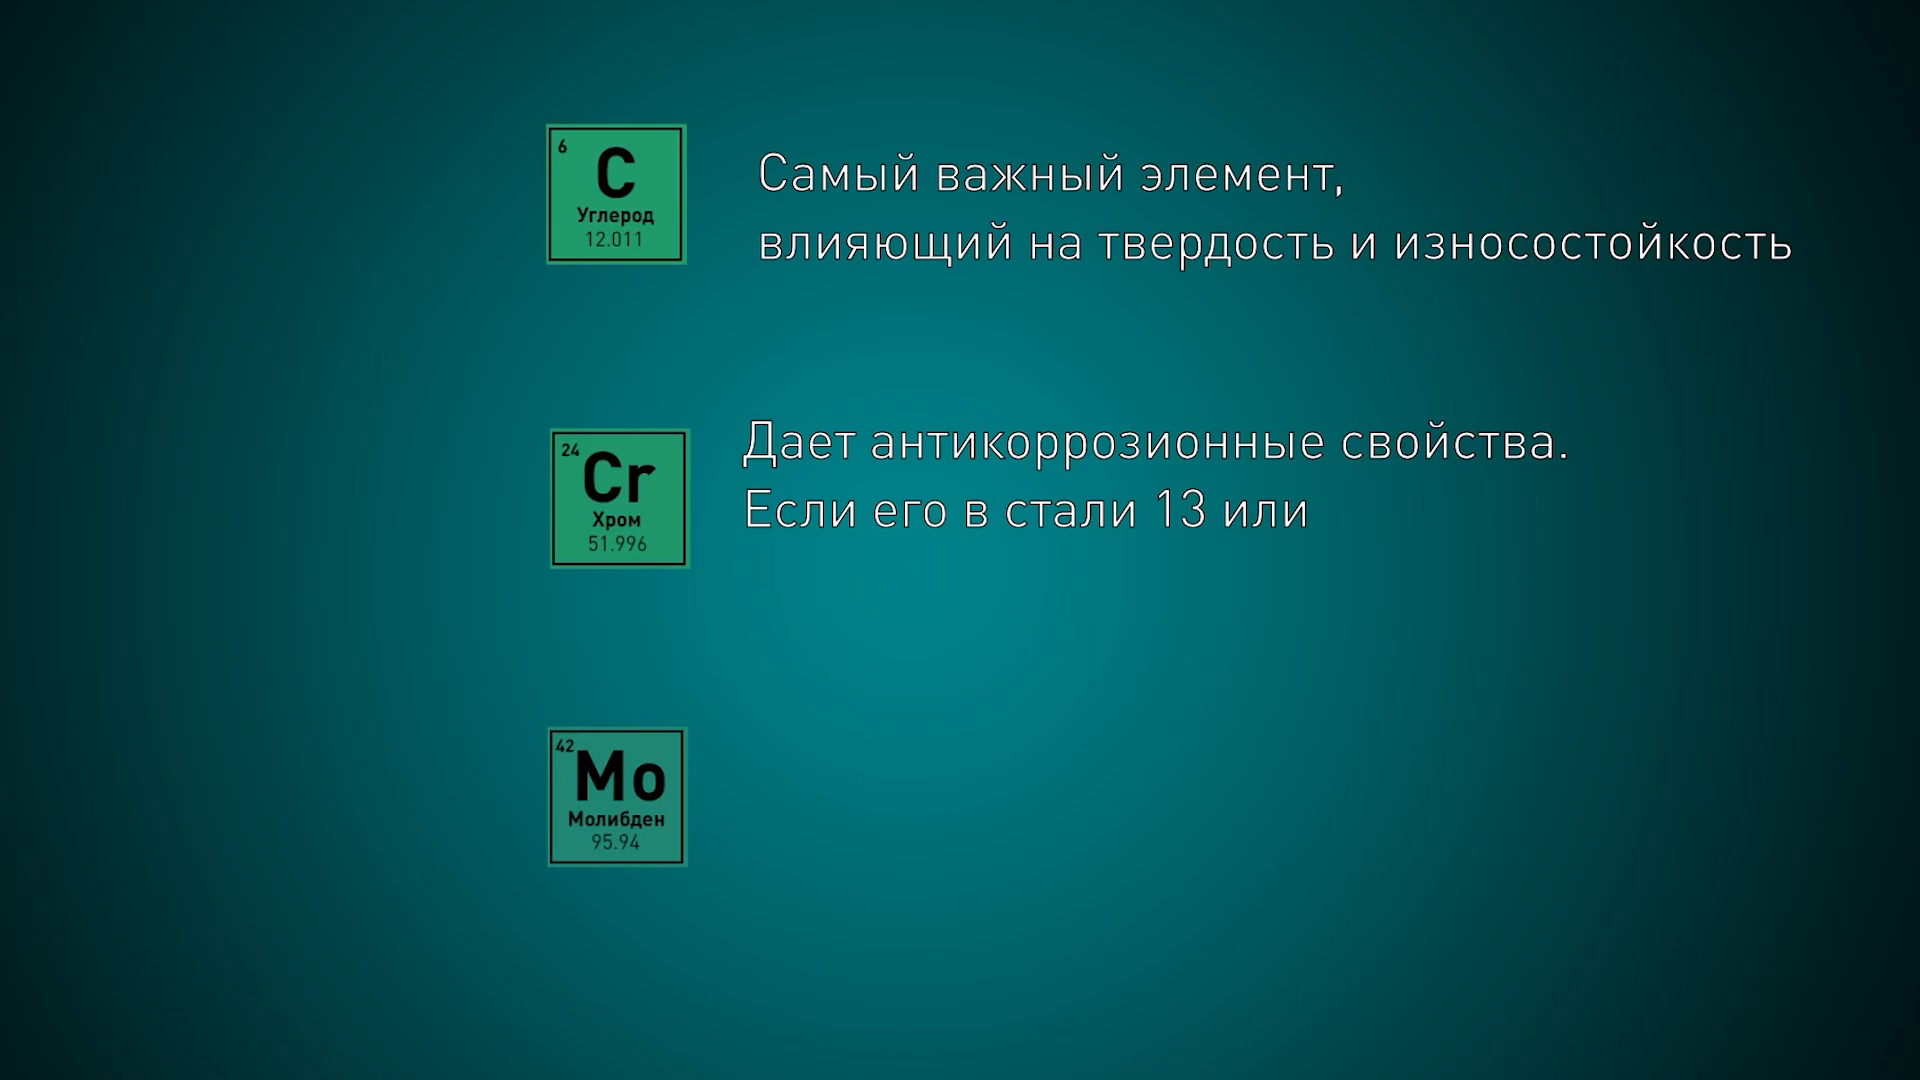 6
C
Углерод
12.011
Самый важный элемент,
влияющий на твердость и износостойкость
24
Cr
Хром
51.996
Дает антикоррозионные свойства.
Если его в стали 13 или
42
Mo
Молибден
95.94